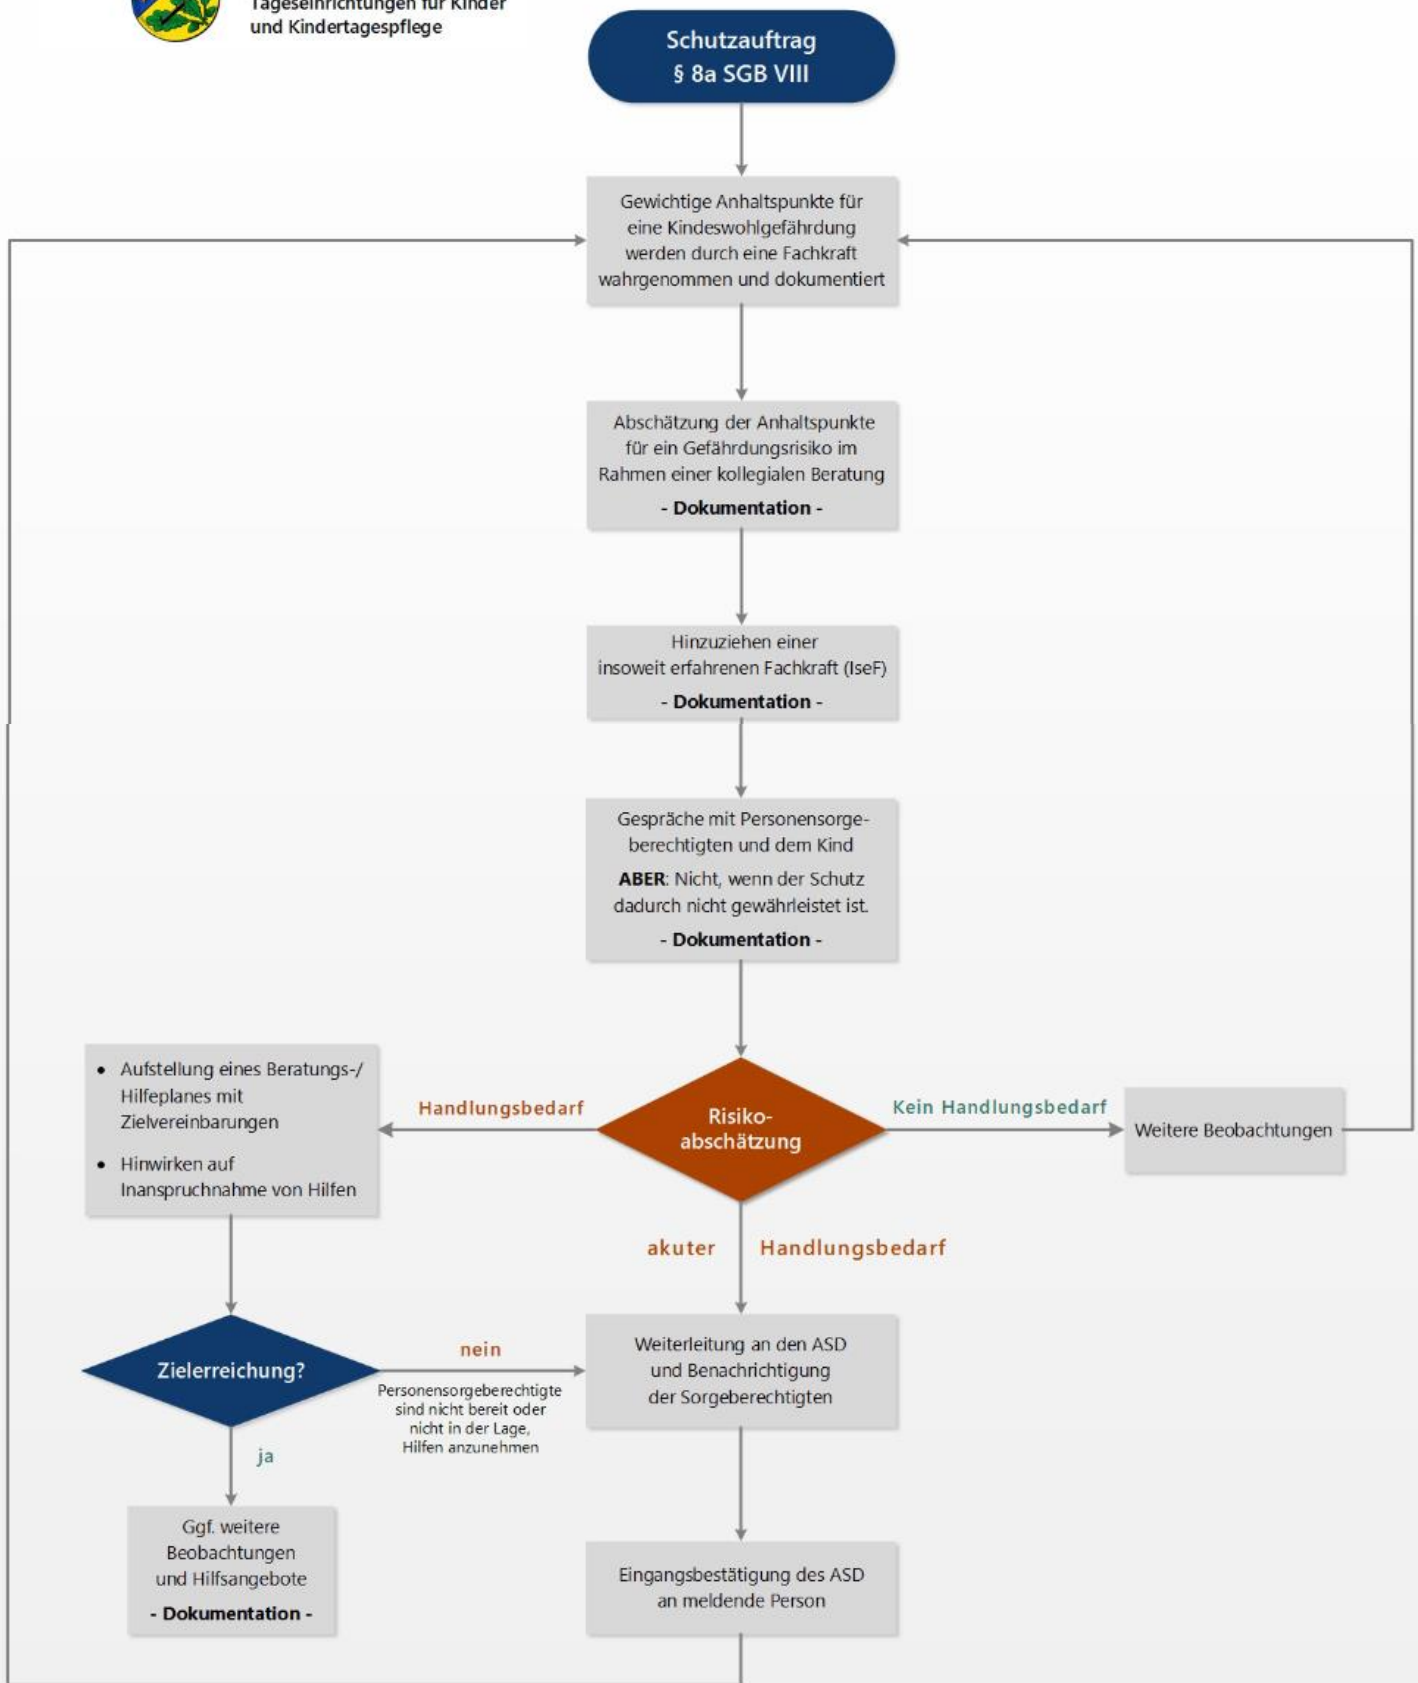 Tageseinrichtungen für Kinder
und Kindertagespflege
Schutzauftrag
§ 8a SGB VIII
Gewichtige Anhaltspunkte für
eine Kindeswohlgefährdung
werden durch eine Fachkraft
wahrgenommen und dokumentiert
Abschätzung der Anhaltspunkte
für ein Gefährdungsrisiko im
Rahmen einer kollegialen Beratung
- Dokumentation -
Hinzuziehen einer
insoweit erfahrenen Fachkraft (IseF)
- Dokumentation -
Gespräche mit Personensorge-
berechtigten und dem Kind
ABER: Nicht, wenn der Schutz
dadurch nicht gewährleistet ist.
- Dokumentation -
• Aufstellung eines Beratungs-/
Hilfeplanes mit
Zielvereinbarungen
• Hinwirken auf
Inanspruchnahme von Hilfen
Handlungsbedarf
Risiko-
abschätzung
Kein Handlungsbedarf
Weitere Beobachtungen
akuter Handlungsbedarf
Zielerreichung?
nein
Personensorgeberechtigte
sind nicht bereit oder
nicht in der Lage,
Hilfen anzunehmen
Weiterleitung an den ASD
und Benachrichtigung
der Sorgeberechtigten
ja
Ggf. weitere
Beobachtungen
und Hilfsangebote
- Dokumentation -
Eingangsbestätigung des ASD
an meldende Person